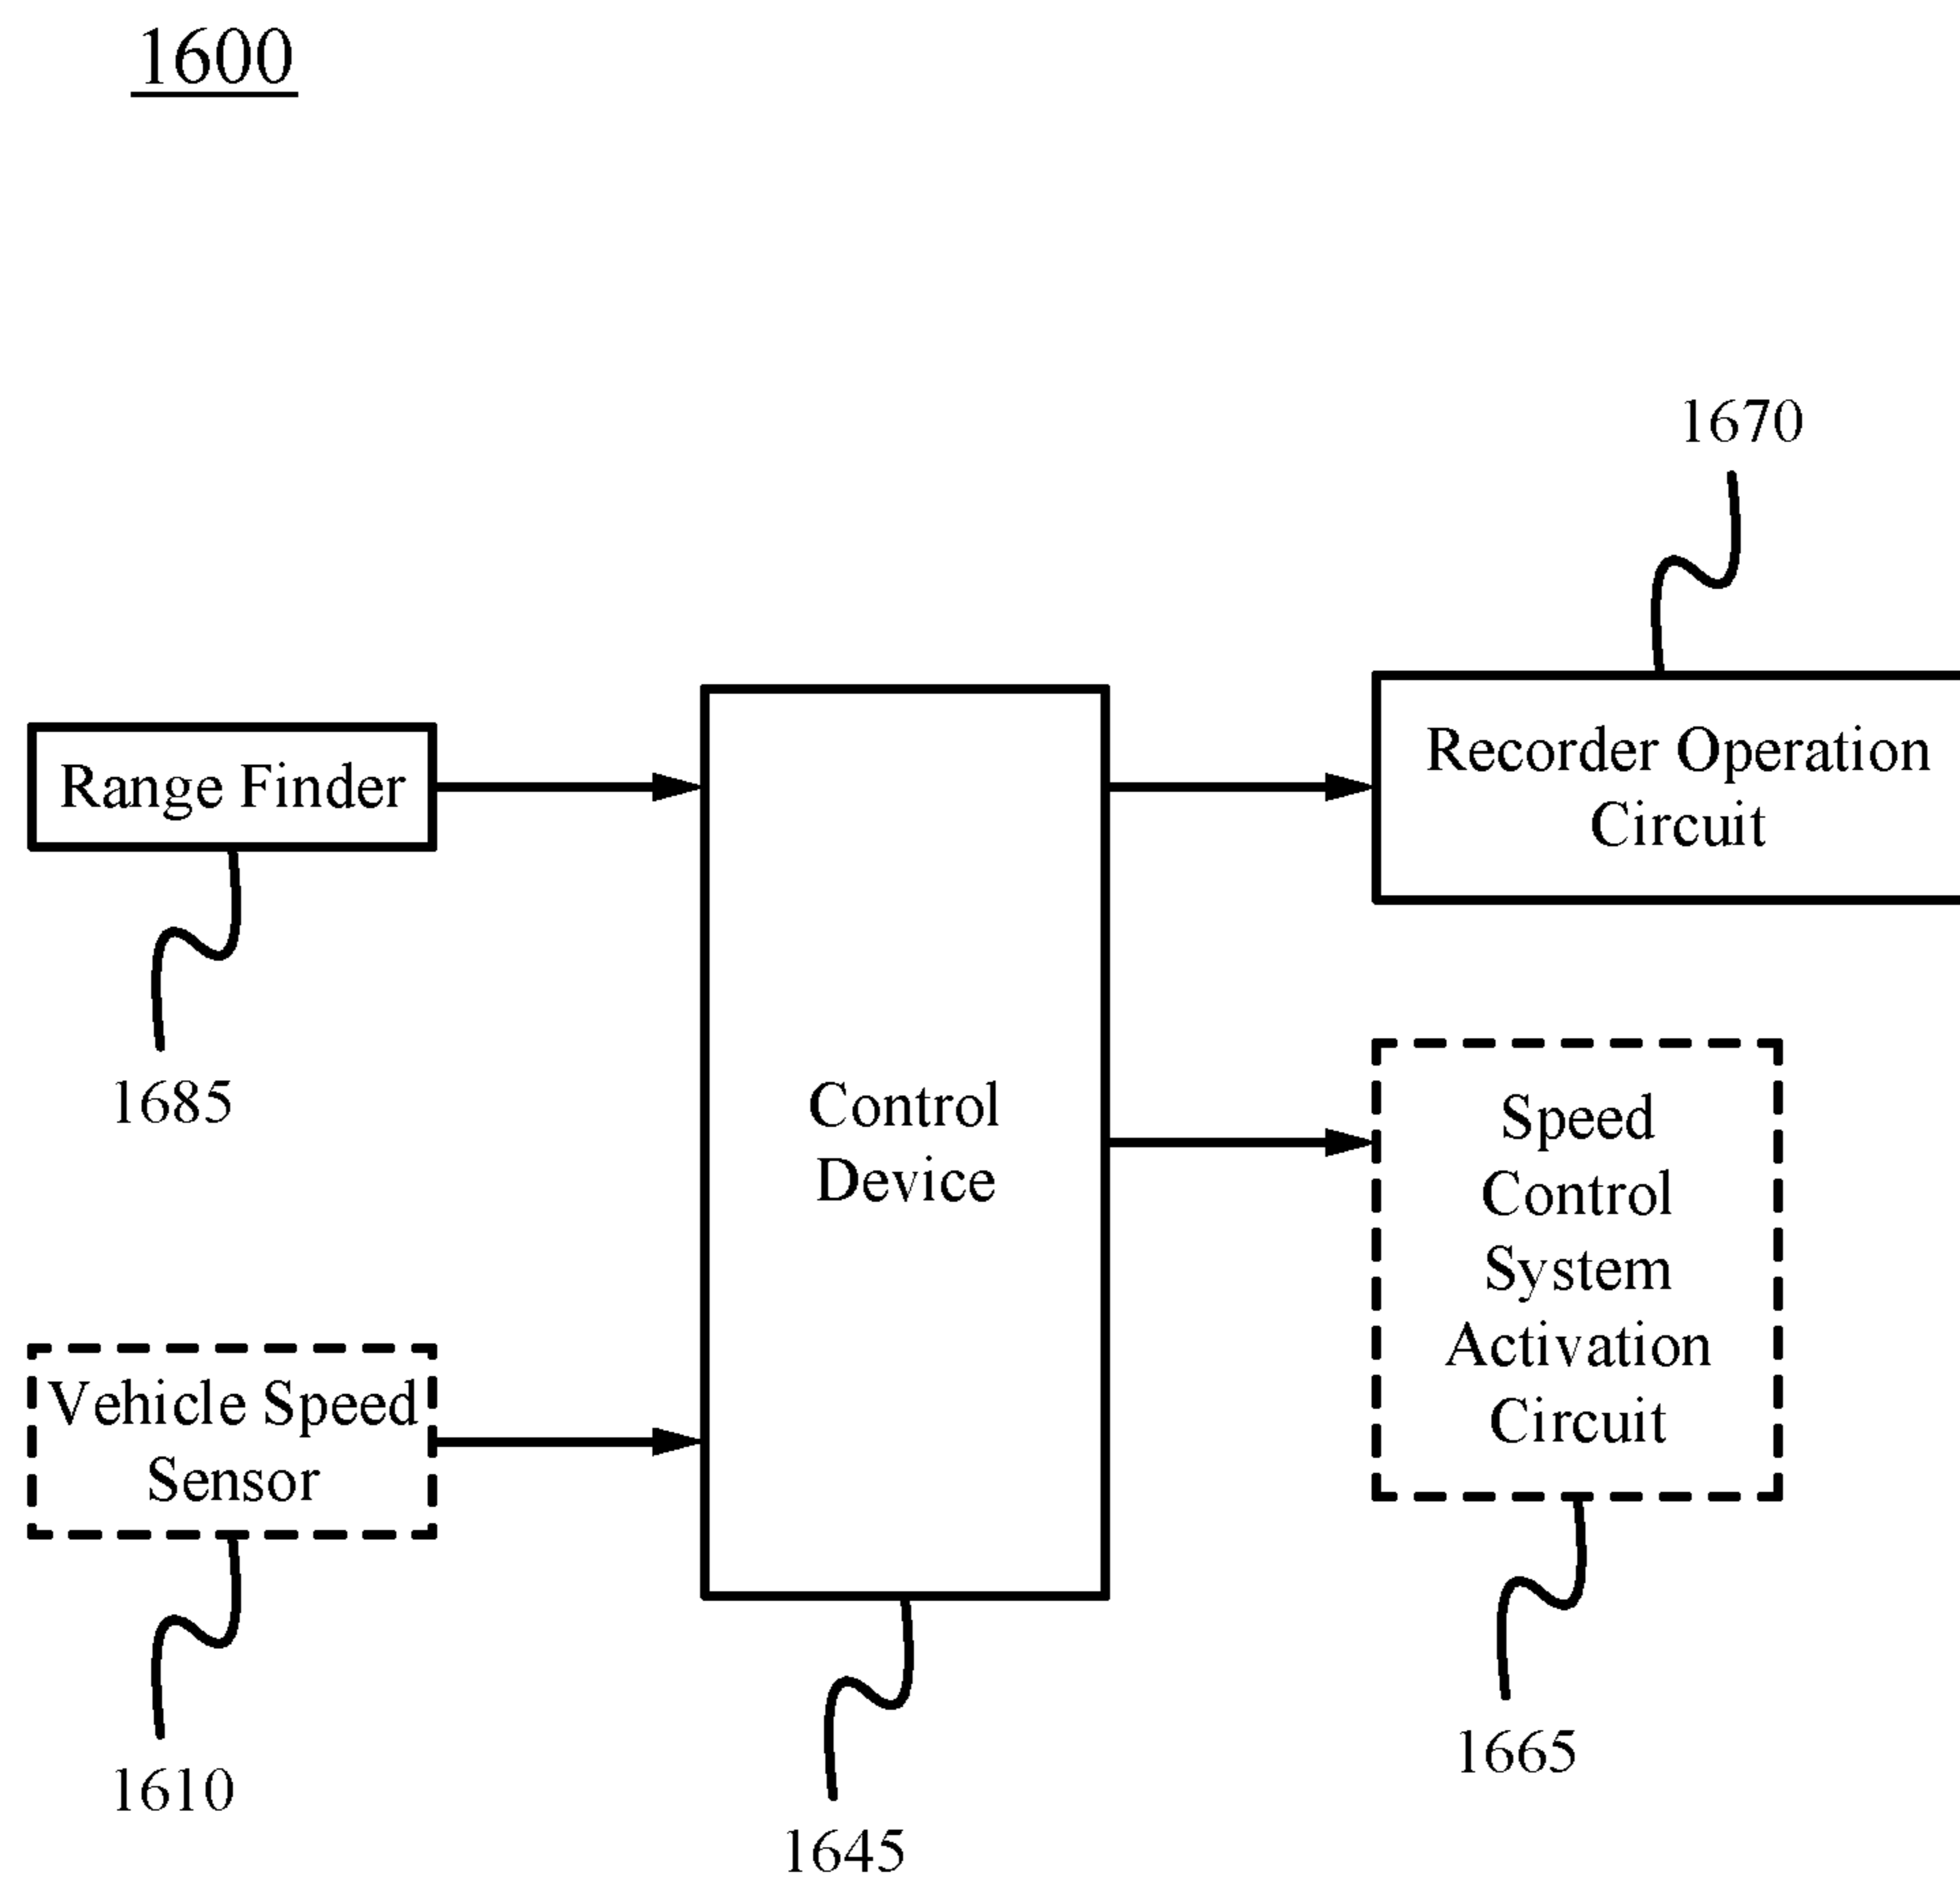 1600
1670
Recorder Operation
Circuit
Range Finder
1685
Control
Device
Speed
Control
System
Activation
Circuit
Vehicle Speed
Sensor
1610
1645
1665